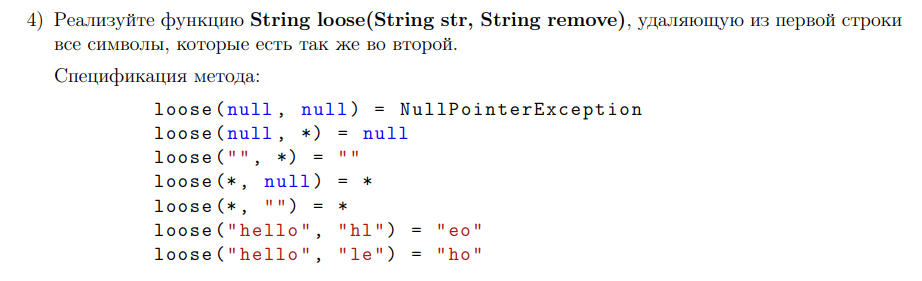 4) Реализуйте функцию String loose(String str, String remove), удаляющую из первой строки
все символы, которые есть так же во второй.
Спецификация метода:
loose(null, null) = NullPointerException
loose(null, *) = null
loose("", *) = ""
loose(*, null) = *
loose(*, "") = *
loose("hello", "hl") = "eo"
loose("hello", "le") = "ho"